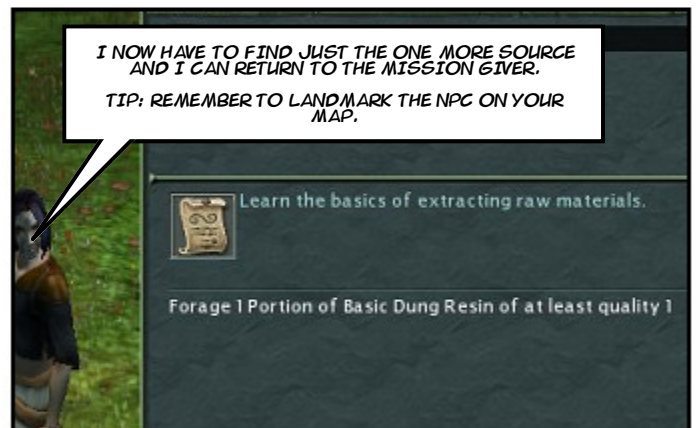 I NOW HAVE TO FIND JUST THE ONE MORE SOURCE
AND I CAN RETURN TO THE MISSION GIVER.
TIP: REMEMBER TO LANDMARK THE NPC ON YOUR
MAP.
Learn the basics of extracting raw materials.
Forage 1 Portion of Basic Dung Resin of at least quality 1